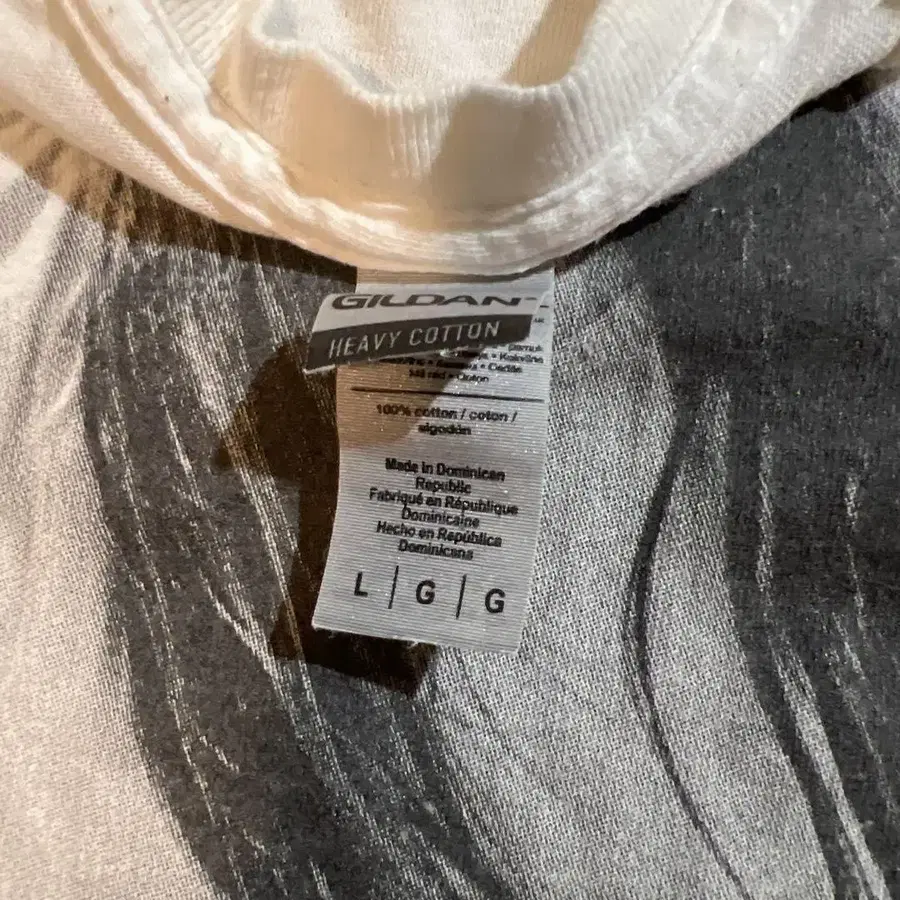 GILDAN
HEAVY COTTON
100% cotton / coton /
algodón
Made in Dominican
Republic
Fabriqué en République
Dominicaine
Hecho en República
Dominicana
L | G | G